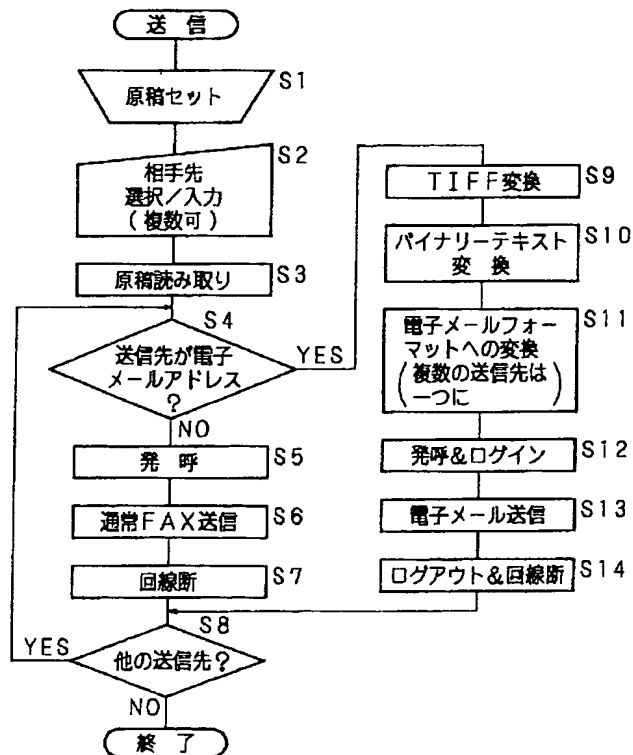 送 信
S1
原稿セット
S2
相手先
選択／入力
（複数可）
S3
原稿読み取り
S4
送信先が電子
メールアドレス
？
YES
NO
S5
発 呼
S6
通常FAX送信
S7
回線断
S8
YES
他の送信先？
NO
終 了
S9
TIFF変換
S10
バイナリーテキスト
変 換
S11
電子メールフォー
マットへの変換
（複数の送信先は
一つに）
S12
発呼&ログイン
S13
電子メール送信
S14
ログアウト&回線断